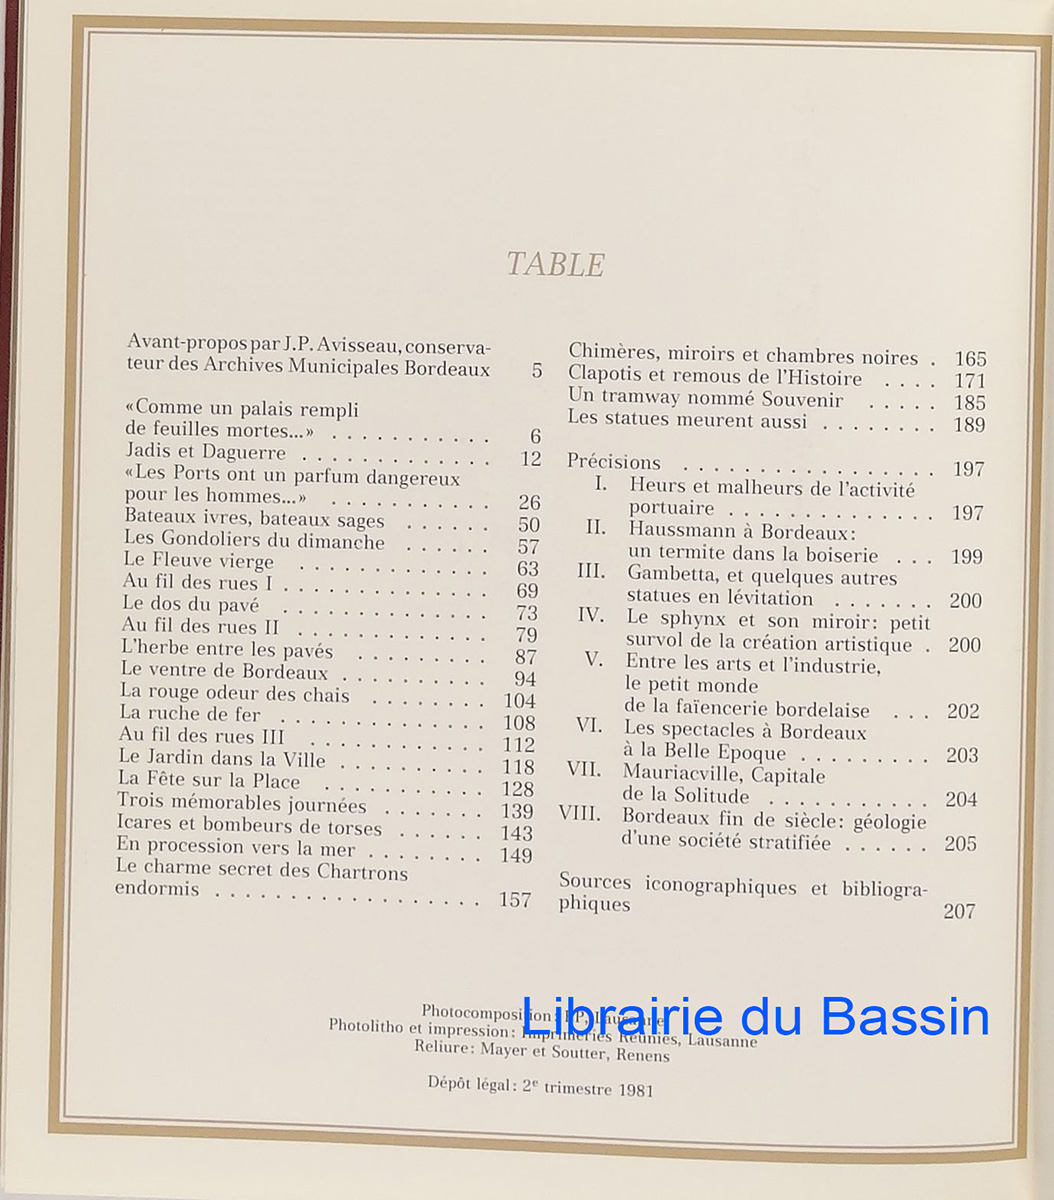 TABLE
Avant-propos par J.P. Avisseau, conserva-
teur des Archives Municipales Bordeaux 5
«Comme un palais rempli
de feuilles mortes...» . . . . . . . . . . . 6
Jadis et Daguerre . . . . . . . . . . . . . 12
«Les Ports ont un parfum dangereux
pour les hommes...» . . . . . . . . . . . 26
Bateaux ivres, bateaux sages . . . . . . 50
Les Gondoliers du dimanche . . . . . . 57
Le Fleuve vierge . . . . . . . . . . . . . 63
Au fil des rues I . . . . . . . . . . . . . . 69
Le dos du pavé . . . . . . . . . . . . . . 73
Au fil des rues II . . . . . . . . . . . . . 79
L'herbe entre les pavés . . . . . . . . . 87
Le ventre de Bordeaux . . . . . . . . . . 94
La rouge odeur des chais . . . . . . . . 104
La ruche de fer . . . . . . . . . . . . . . 108
Au fil des rues III . . . . . . . . . . . . 112
Le Jardin dans la Ville . . . . . . . . . . 118
La Fête sur la Place . . . . . . . . . . . 128
Trois mémorables journées . . . . . . . 139
Icares et bombeurs de torses . . . . . . 143
En procession vers la mer . . . . . . . . 149
Le charme secret des Chartrons
endormis . . . . . . . . . . . . . . . . . . 157
Chimères, miroirs et chambres noires . 165
Clapotis et remous de l'Histoire . . . . 171
Un tramway nommé Souvenir . . . . . 185
Les statues meurent aussi . . . . . . . . 189
Précisions . . . . . . . . . . . . . . . . . 197
I. Heurs et malheurs de l'activité
portuaire . . . . . . . . . . . . . . 197
II. Haussmann à Bordeaux:
un termite dans la boiserie . . . 199
III. Gambetta, et quelques autres
statues en lévitation . . . . . . . 200
IV. Le sphynx et son miroir: petit
survol de la création artistique . 200
V. Entre les arts et l'industrie,
le petit monde
de la faïencerie bordelaise . . . 202
VI. Les spectacles à Bordeaux
à la Belle Epoque . . . . . . . . . 203
VII. Mauriacville, Capitale
de la Solitude . . . . . . . . . . . 204
VIII. Bordeaux fin de siècle: géologie
d'une société stratifiée . . . . . . 205
Sources iconographiques et bibliogra-
phiques 207
Photocomposition: Lausanne
Photolitho et impression: Imprimeries Réunies, Lausanne
Reliure: Mayer et Soutter, Renens
Dépôt légal: 2e trimestre 1981
Librairie du Bassin